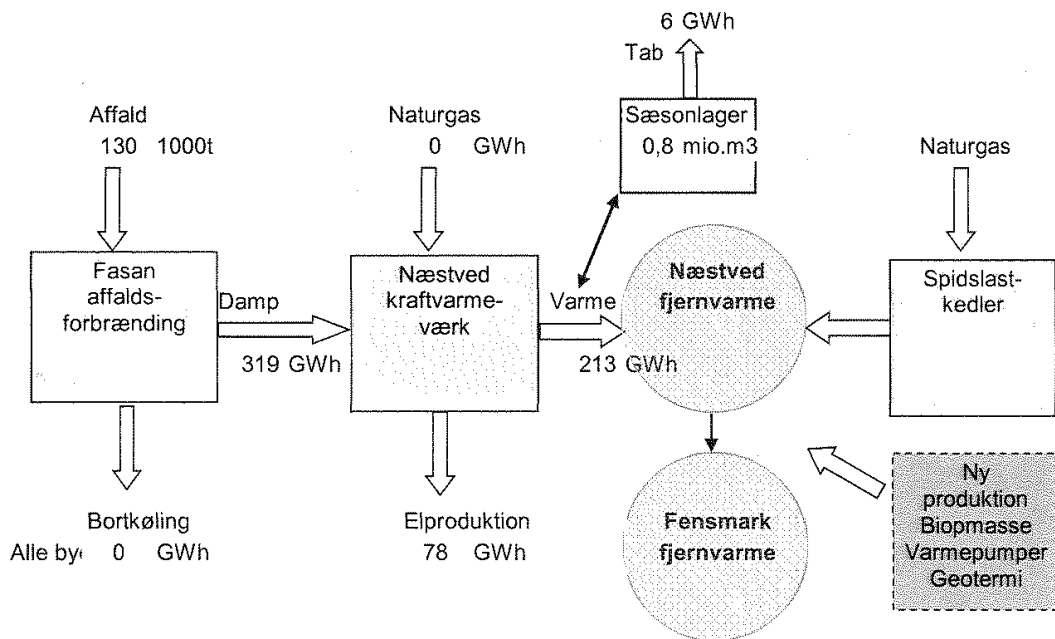 6 GWh
Tab
Affald
130 1000t
Naturgas
0 GWh
Sæsonlager
0,8 mio.m3
Naturgas
Fasan
affalds-
forbrænding
Damp
319 GWh
Næstved
kraftvarme-
værk
Varme
213 GWh
Næstved
fjernvarme
Spidslast-
kedler
Bortkøling
Alle by 0 GWh
Elproduktion
78 GWh
Fensmark
fjernvarme
Ny
produktion
Biopmasse
Varmepumper
Geotermi